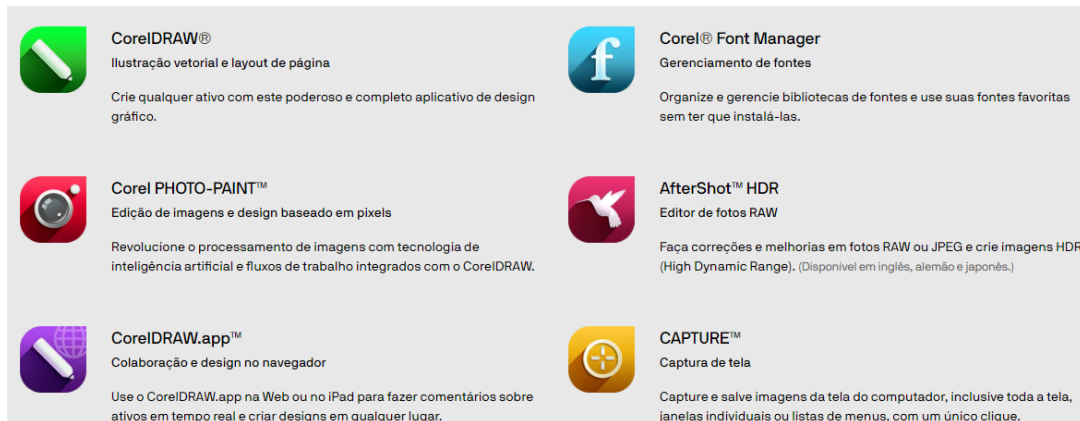 CorelDRAW®
Ilustração vetorial e layout de página
Crie qualquer ativo com este poderoso e completo aplicativo de design
gráfico.
Corel® Font Manager
Gerenciamento de fontes
Organize e gerencie bibliotecas de fontes e use suas fontes favoritas
sem ter que instalá-las.
Corel PHOTO-PAINT™
Edição de imagens e design baseado em pixels
Revolucione o processamento de imagens com tecnologia de
inteligência artificial e fluxos de trabalho integrados com o CorelDRAW.
AfterShot™ HDR
Editor de fotos RAW
Faça correções e melhorias em fotos RAW ou JPEG e crie imagens HDR
(High Dynamic Range). (Disponível em inglês, alemão e japonês.)
CorelDRAW.app™
Colaboração e design no navegador
Use o CorelDRAW.app na Web ou no iPad para fazer comentários sobre
ativos em tempo real e criar designs em qualquer lugar.
CAPTURE™
Captura de tela
Capture e salve imagens da tela do computador, inclusive toda a tela,
janelas individuais ou listas de menus, com um único clique.